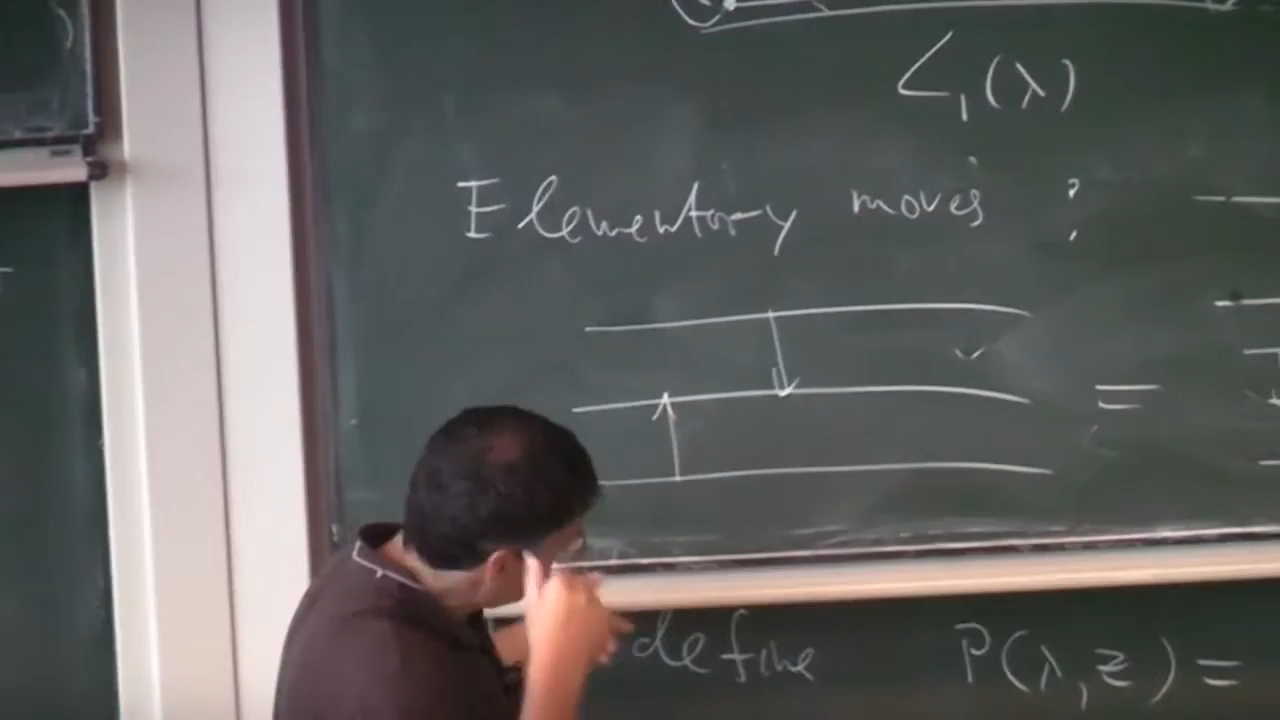 L₁(λ)
Elementary moves :
=
define P(λ, z) =